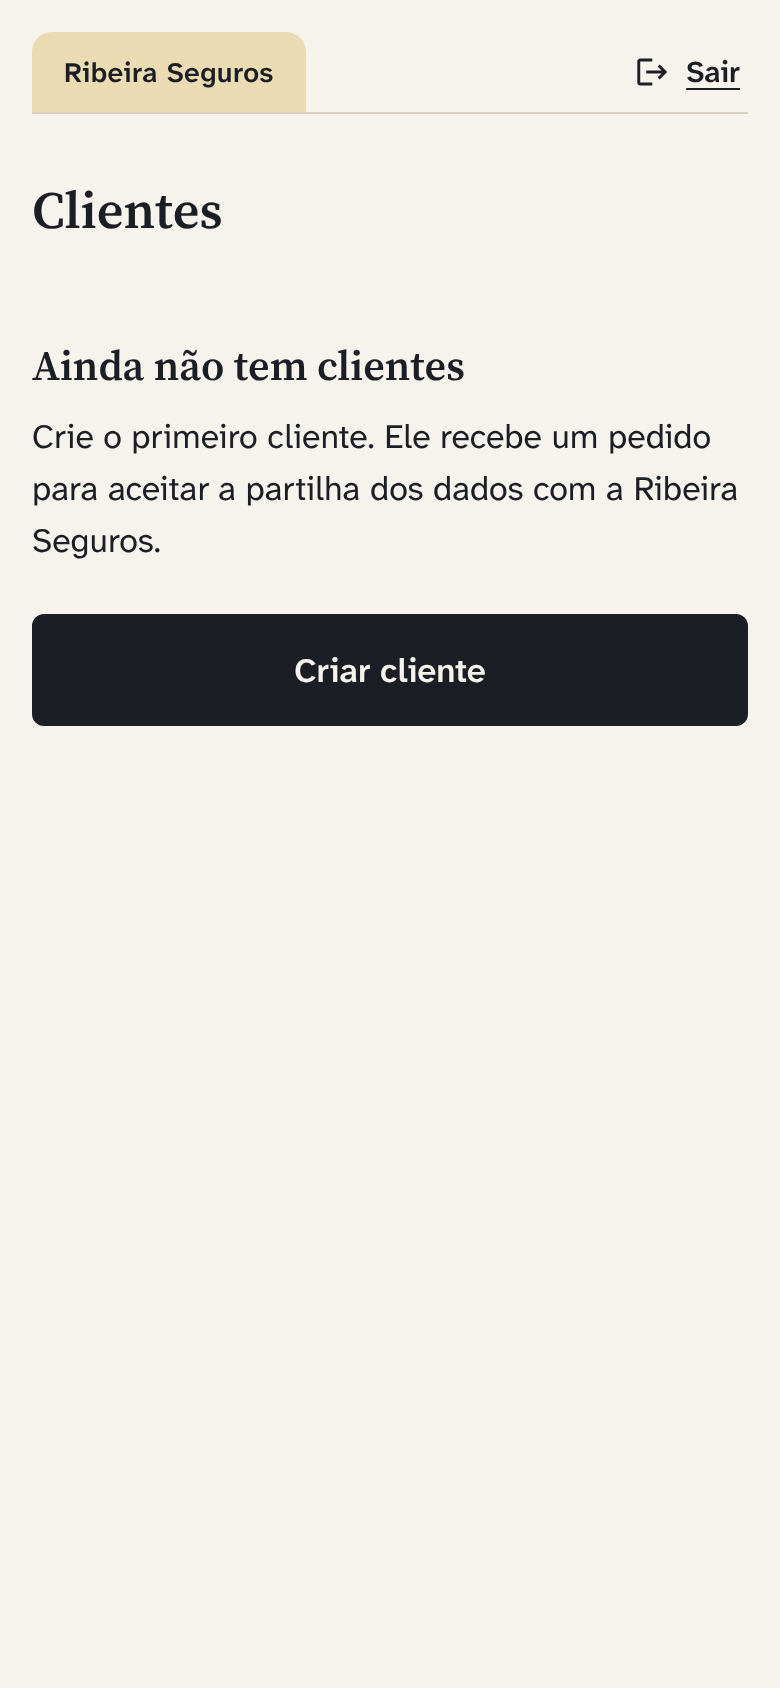 Ribeira Seguros
Sair
Clientes
Ainda não tem clientes
Crie o primeiro cliente. Ele recebe um pedido
para aceitar a partilha dos dados com a Ribeira
Seguros.
Criar cliente